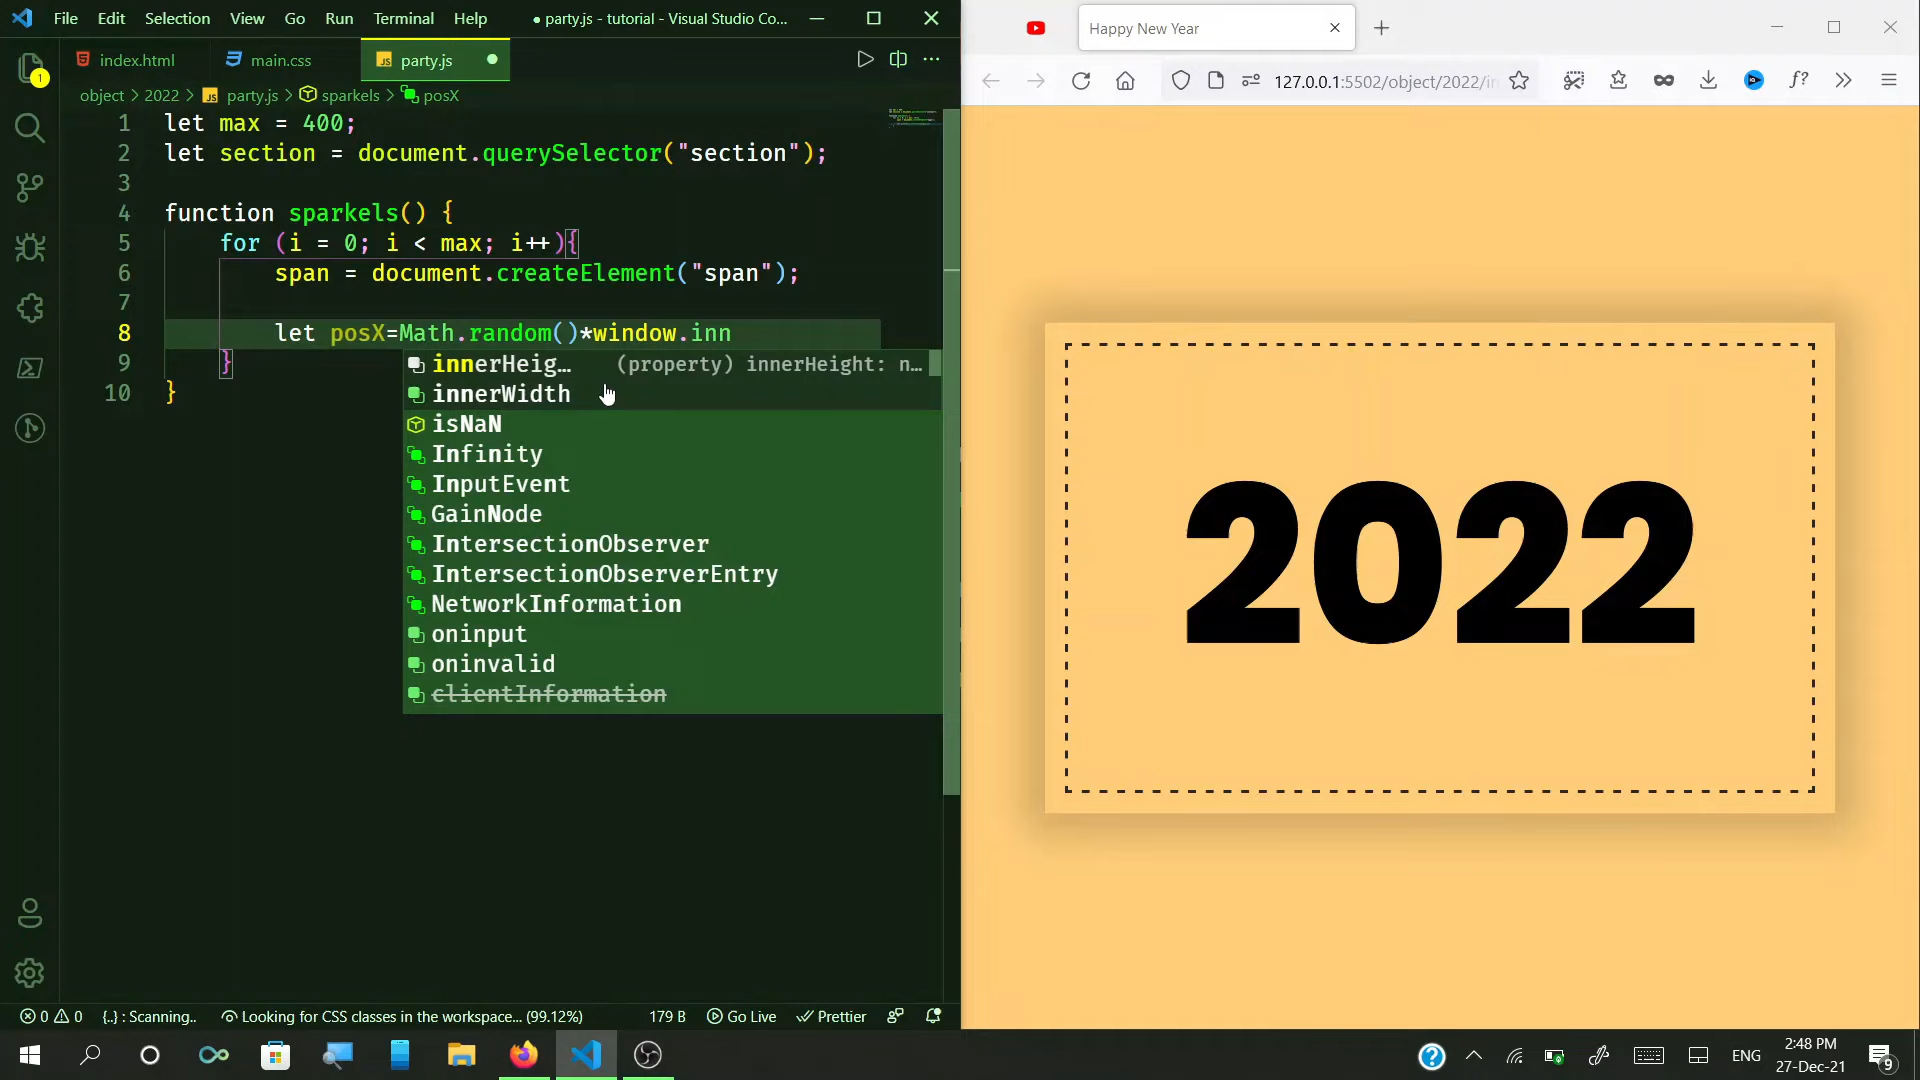 File Edit Selection View Go Run Terminal Help ● party.js - tutorial - Visual Studio Co...
index.html main.css JS party.js ●
object > 2022 > JS party.js > sparkels > posX
1 let max = 400;
2 let section = document.querySelector("section");
3
4 function sparkels() {
5 for (i = 0; i < max; i++){
6 span = document.createElement("span");
7
8 let posX=Math.random()*window.inn
9 }
10 }
innerHeig... (property) innerHeight: n...
innerWidth
isNaN
Infinity
InputEvent
GainNode
IntersectionObserver
IntersectionObserverEntry
NetworkInformation
oninput
oninvalid
clientInformation
1
0 0 {..} : Scanning.. Looking for CSS classes in the workspace... (99.12%) 179 B Go Live Prettier
Happy New Year
127.0.0.1:5502/object/2022/in
f?
2022
ENG
2:48 PM
27-Dec-21
9